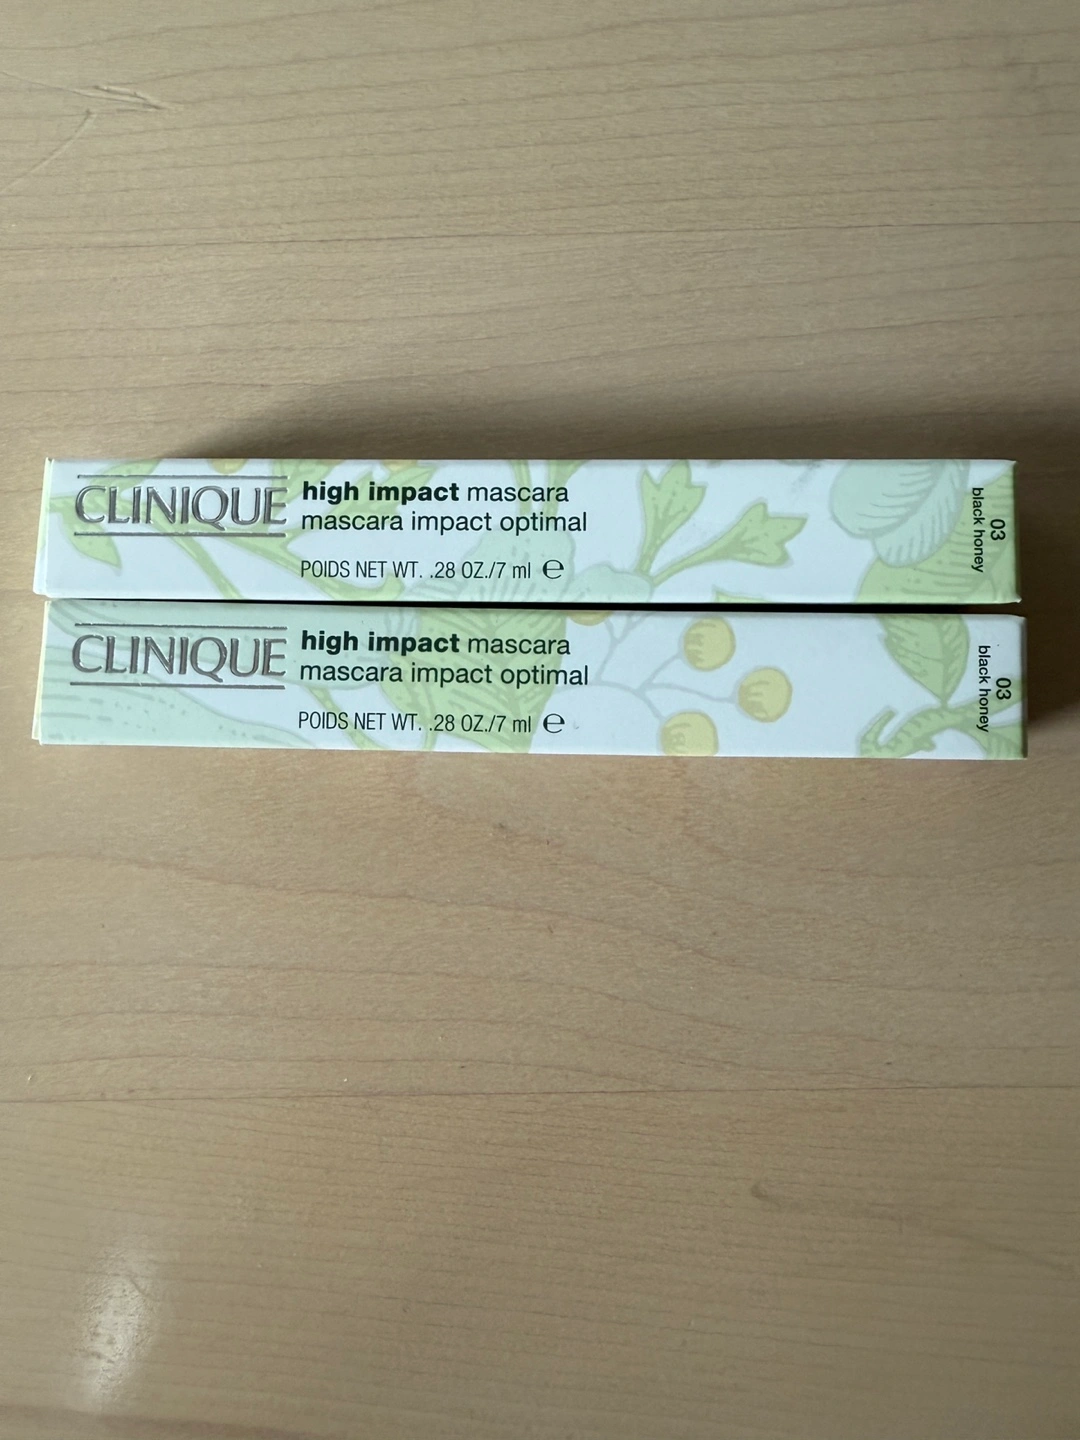 CLINIQUE
high impact mascara
mascara impact optimal
POIDS NET WT. .28 OZ./7 ml ℮
03
black honey
CLINIQUE
high impact mascara
mascara impact optimal
POIDS NET WT. .28 OZ./7 ml ℮
03
black honey